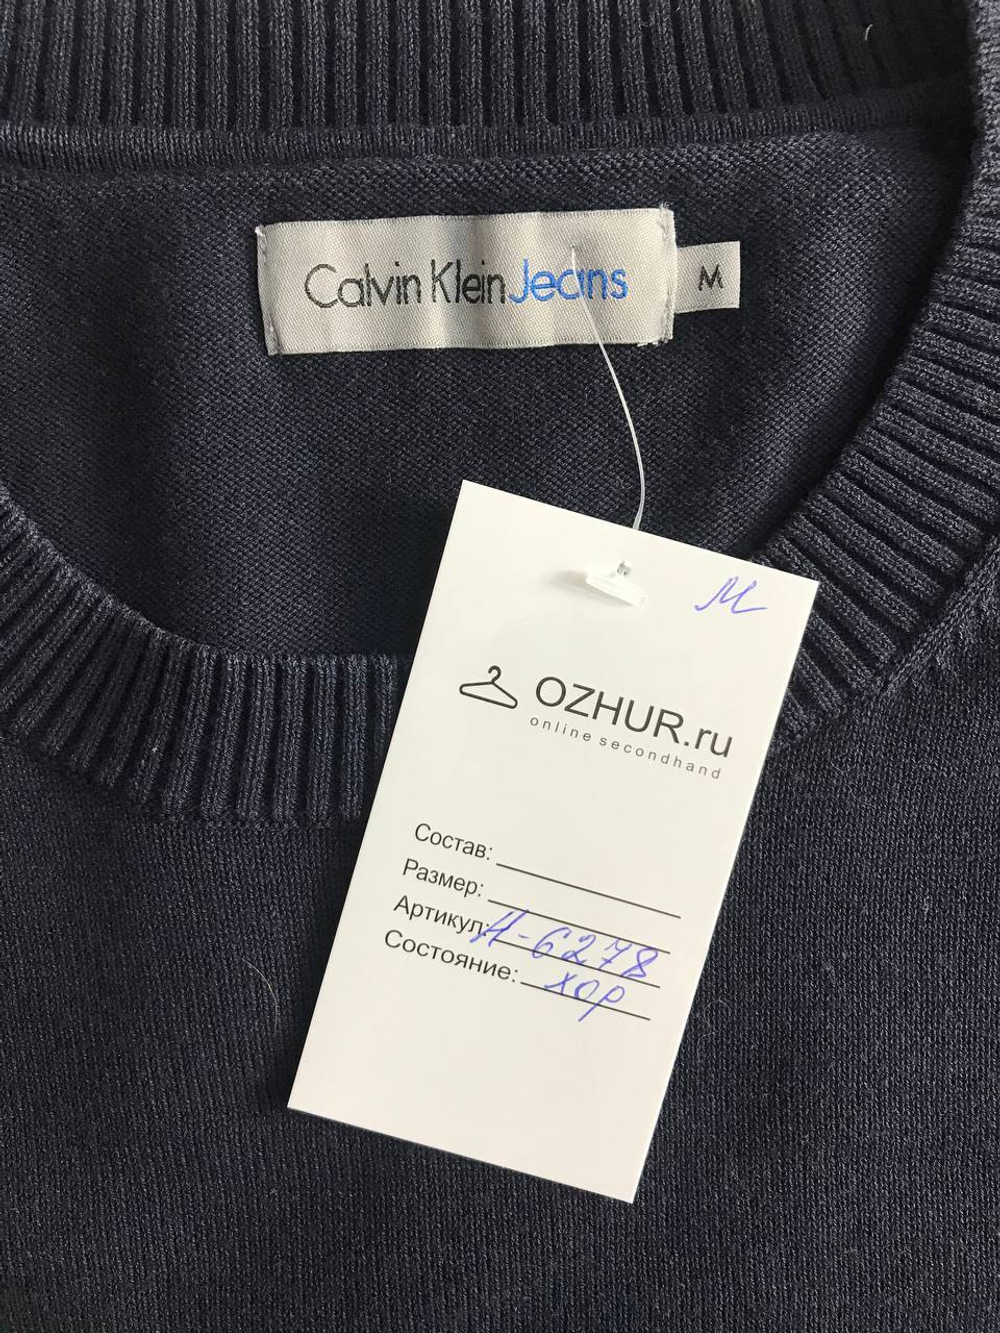 Calvin Klein Jeans
M
M
OZHUR.ru
online secondhand
Состав:
Размер:
Артикул: Н-6278
Состояние: хор